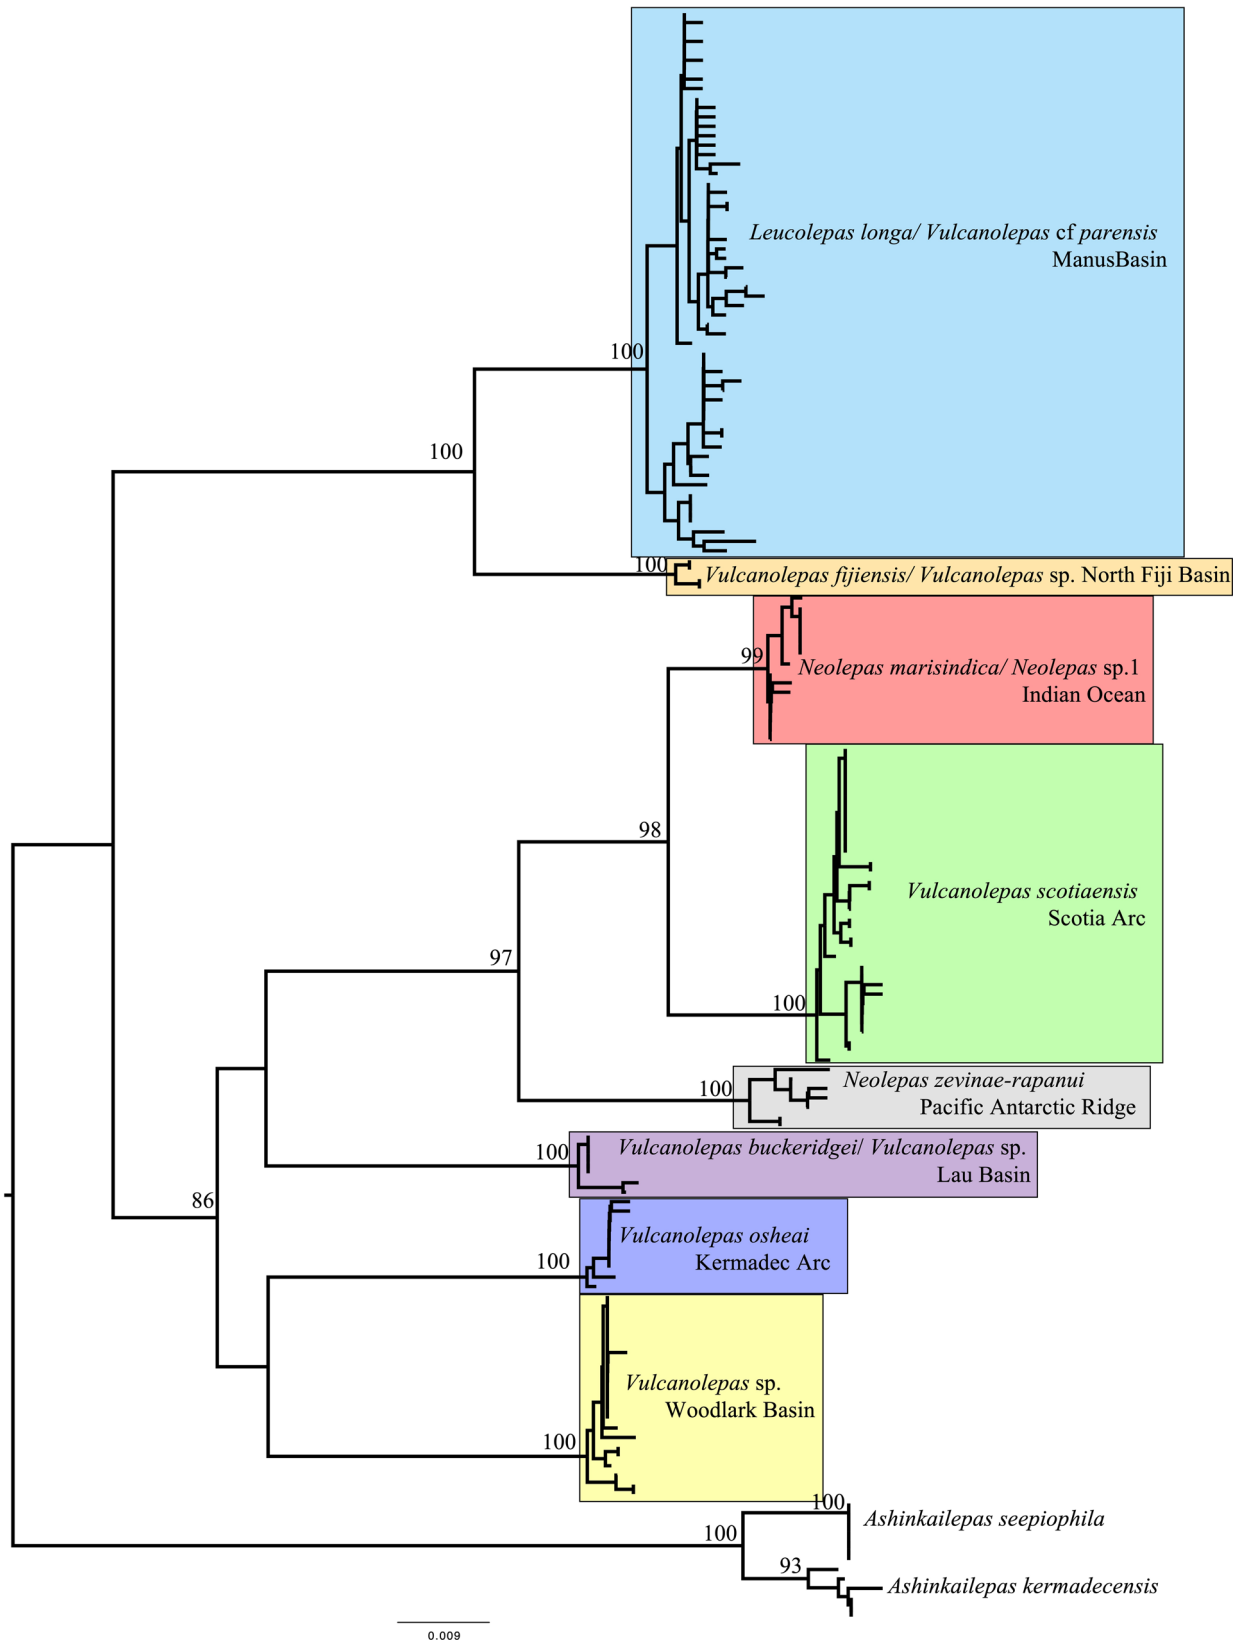 Leucolepas longa/ Vulcanolepas cf parensis
ManusBasin
100
100
100
Vulcanolepas fijiensis/ Vulcanolepas sp. North Fiji Basin
99
Neolepas marisindica/ Neolepas sp.1
Indian Ocean
98
Vulcanolepas scotiaensis
Scotia Arc
97
100
Neolepas zevinae-rapanui
100
Pacific Antarctic Ridge
Vulcanolepas buckeridgei/ Vulcanolepas sp.
100
Lau Basin
86
Vulcanolepas osheai
100
Kermadec Arc
Vulcanolepas sp.
Woodlark Basin
100
100
Ashinkailepas seepiophila
100
93
Ashinkailepas kermadecensis
0.009